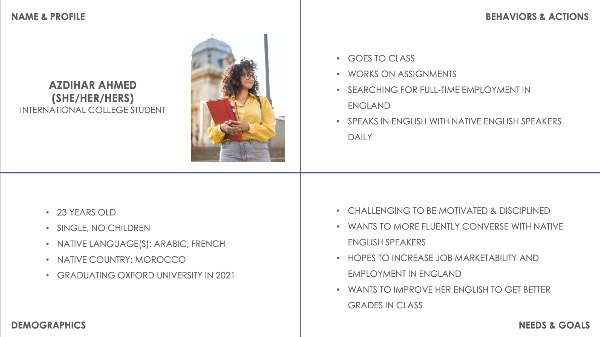 NAME & PROFILE
AZDIHAR AHMED
(SHE/HER/HERS)
INTERNATIONAL COLLEGE STUDENT
BEHAVIORS & ACTIONS
• GOES TO CLASS
• WORKS ON ASSIGNMENTS
• SEARCHING FOR FULL-TIME EMPLOYMENT IN
ENGLAND
• SPEAKS IN ENGLISH WITH NATIVE ENGLISH SPEAKERS
DAILY
• 23 YEARS OLD
• SINGLE, NO CHILDREN
• NATIVE LANGUAGE(S): ARABIC, FRENCH
• NATIVE COUNTRY: MOROCCO
• GRADUATING OXFORD UNIVERSITY IN 2021
DEMOGRAPHICS
• CHALLENGING TO BE MOTIVATED & DISCIPLINED
• WANTS TO MORE FLUENTLY CONVERSE WITH NATIVE
ENGLISH SPEAKERS
• HOPES TO INCREASE JOB MARKETABILITY AND
EMPLOYMENT IN ENGLAND
• WANTS TO IMPROVE HER ENGLISH TO GET BETTER
GRADES IN CLASS
NEEDS & GOALS